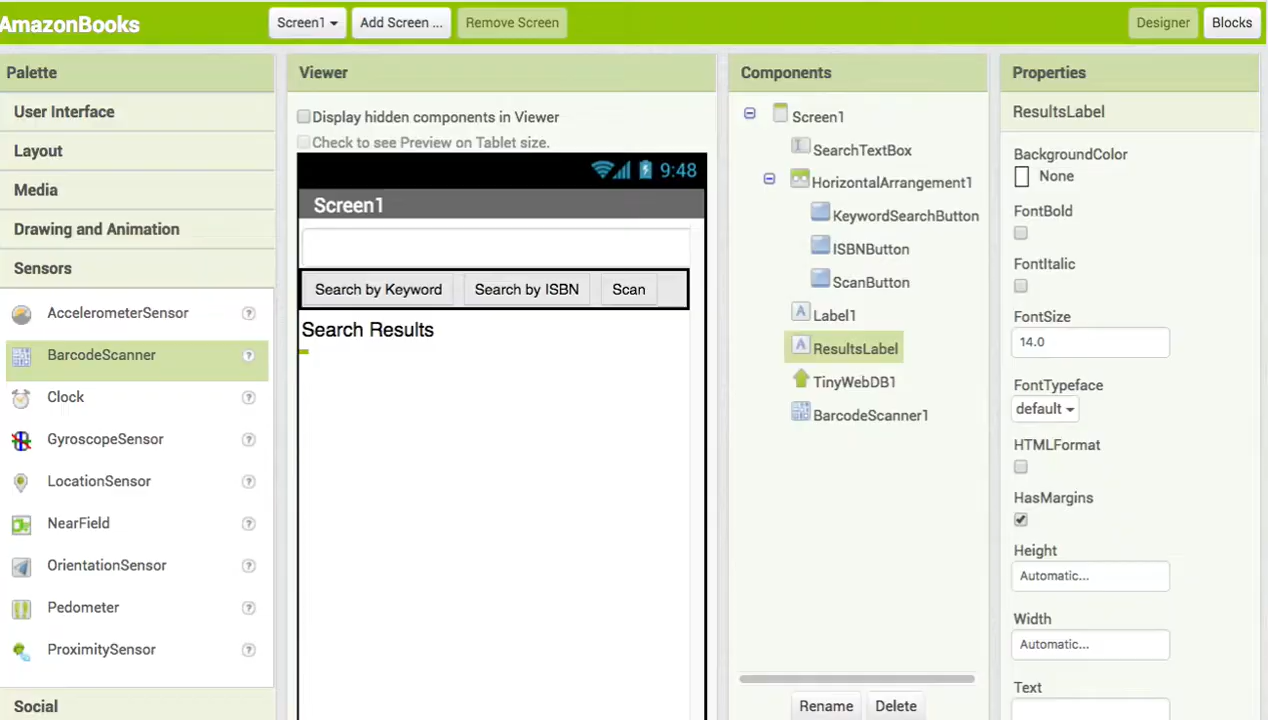 AmazonBooks
Screen1
Add Screen ...
Remove Screen
Designer
Blocks
Palette
User Interface
Layout
Media
Drawing and Animation
Sensors
AccelerometerSensor ?
BarcodeScanner ?
Clock ?
GyroscopeSensor ?
LocationSensor ?
NearField ?
OrientationSensor ?
Pedometer ?
ProximitySensor ?
Social
Viewer
Display hidden components in Viewer
Check to see Preview on Tablet size.
9:48
Screen1
Search by Keyword
Search by ISBN
Scan
Search Results
Components
Screen1
SearchTextBox
HorizontalArrangement1
KeywordSearchButton
ISBNButton
ScanButton
Label1
ResultsLabel
TinyWebDB1
BarcodeScanner1
Rename
Delete
Properties
ResultsLabel
BackgroundColor
None
FontBold
FontItalic
FontSize
14.0
FontTypeface
default
HTMLFormat
HasMargins
Height
Automatic...
Width
Automatic...
Text